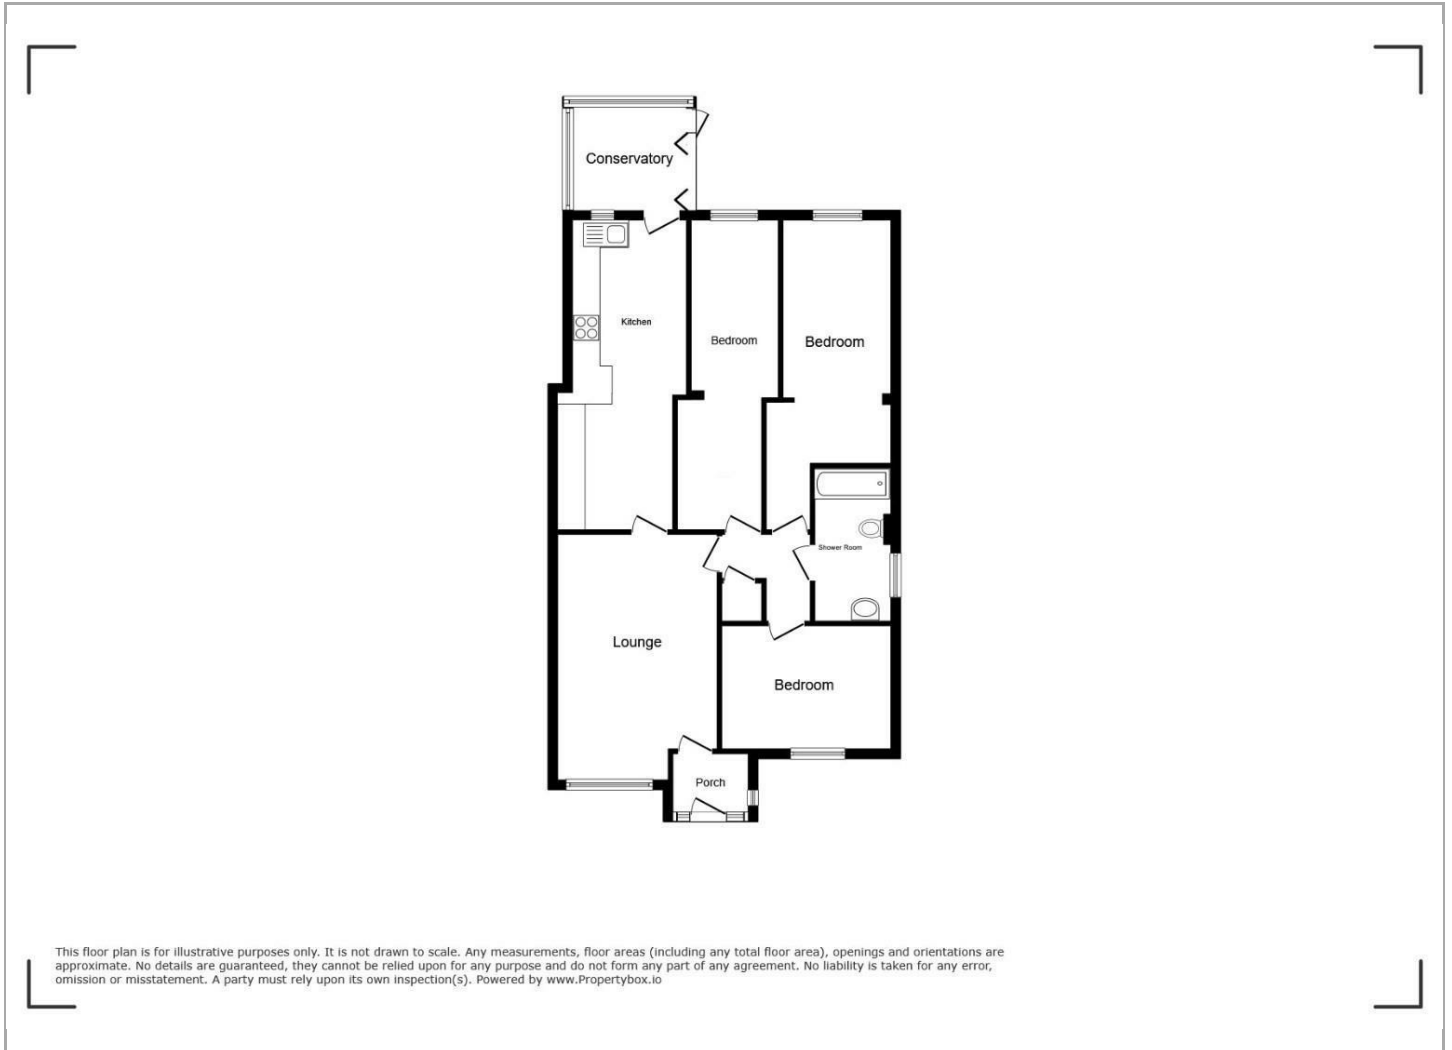 Conservatory
Kitchen
Bedroom
Bedroom
Shower Room
Lounge
Bedroom
Porch
This floor plan is for illustrative purposes only. It is not drawn to scale. Any measurements, floor areas (including any total floor area), openings and orientations are
approximate. No details are guaranteed, they cannot be relied upon for any purpose and do not form any part of any agreement. No liability is taken for any error,
omission or misstatement. A party must rely upon its own inspection(s). Powered by www.Propertybox.io